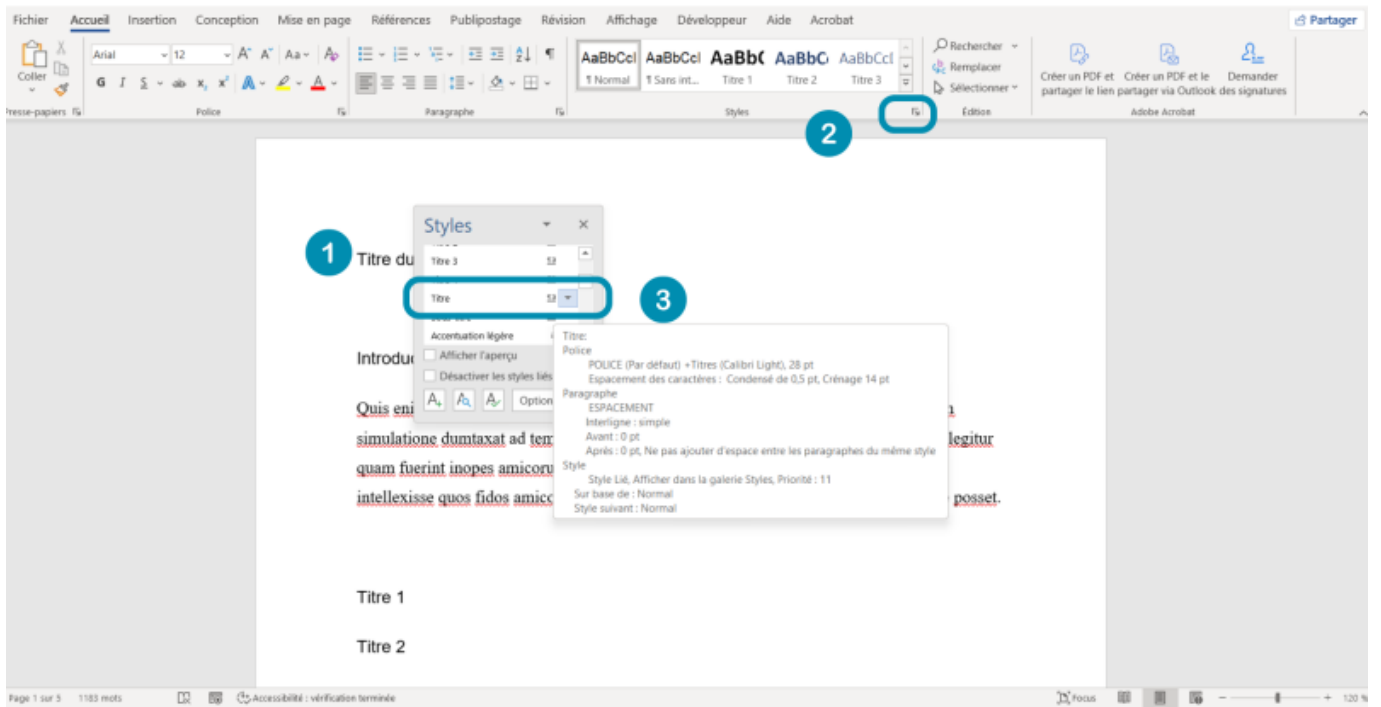 Fichier Accueil Insertion Conception Mise en page Références Publipostage Révision Affichage Développeur Aide Acrobat Partager
Coller
Arial 12
G I S ab x, x² A A
AaBbCcI AaBbCcI AaBb( AaBbC AaBbCcI
¶ Normal ¶ Sans int... Titre 1 Titre 2 Titre 3
Rechercher
Remplacer
Sélectionner
Créer un PDF et partager le lien
Créer un PDF et le partager via Outlook
Demander des signatures
Presse-papiers Police Paragraphe Styles Édition Adobe Acrobat
2
Styles
1
Titre du
Titre 3
Titre
3
Accentuation légère
Introduc
Afficher l'aperçu
Désactiver les styles liés
Option
Titre:
Police
POLICE (Par défaut) +Titres (Calibri Light), 28 pt
Espacement des caractères : Condensé de 0,5 pt, Crénage 14 pt
Paragraphe
ESPACEMENT
Interligne : simple
Avant : 0 pt
Après : 0 pt, Ne pas ajouter d'espace entre les paragraphes du même style
Style
Style Lié, Afficher dans la galerie Styles, Priorité : 11
Sur base de : Normal
Style suivant : Normal
Quis eni
simulatione dumtaxat ad tem legitur
quam fuerint inopes amicoru
intellexisse quos fidos amico posset.
Titre 1
Titre 2
Page 1 sur 5 1183 mots Accessibilité : vérification terminée Focus 120 %